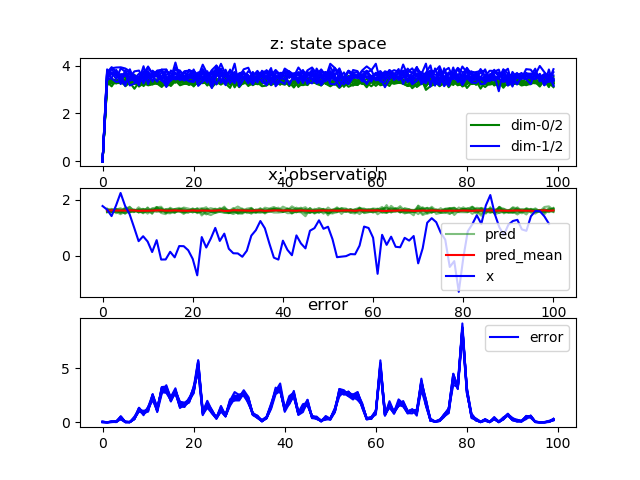 z: state space
4
2
0
dim-0/2
dim-1/2
0 20 40 60 80 100
x: observation
2
0
pred
pred_mean
x
0 20 40 60 80 100
error
5
0
error
0 20 40 60 80 100